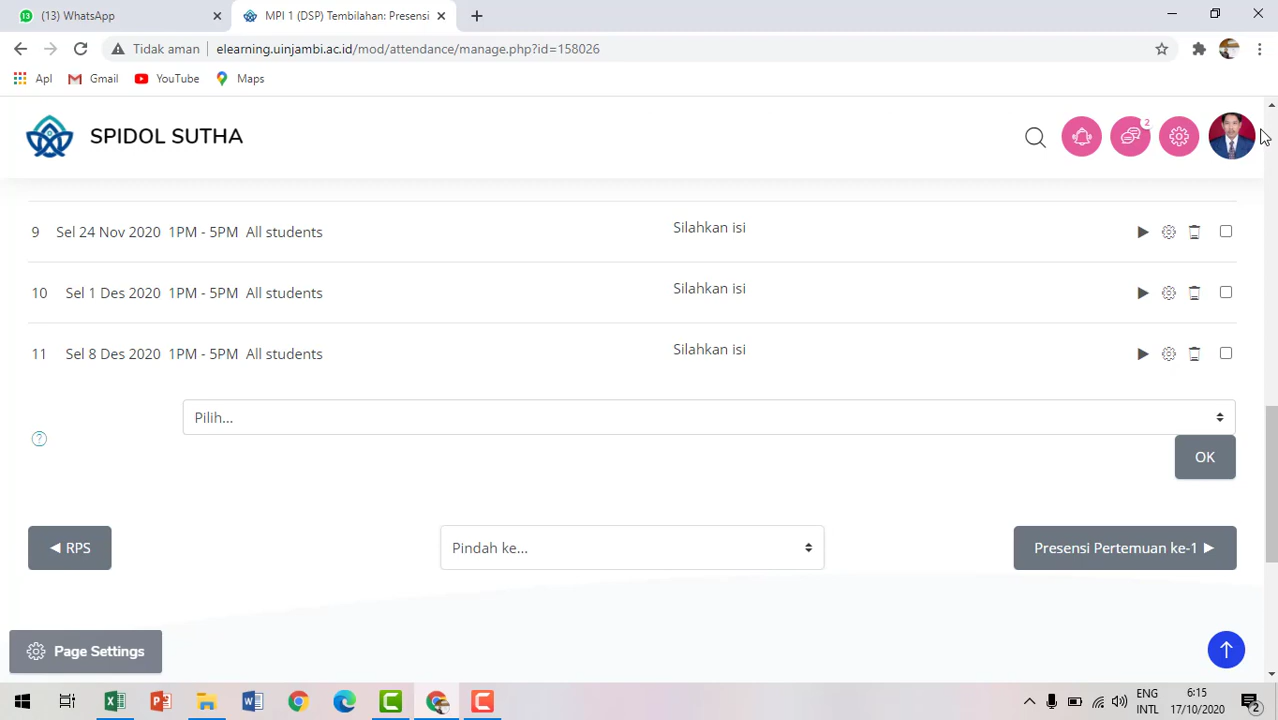 (13) WhatsApp
MPI 1 (DSP) Tembilahan: Presensi
Tidak aman
elearning.uinjambi.ac.id/mod/attendance/manage.php?id=158026
Apl
Gmail
YouTube
Maps
SPIDOL SUTHA
2
9 Sel 24 Nov 2020 1PM - 5PM All students Silahkan isi
10 Sel 1 Des 2020 1PM - 5PM All students Silahkan isi
11 Sel 8 Des 2020 1PM - 5PM All students Silahkan isi
Pilih...
?
OK
◀ RPS
Pindah ke...
Presensi Pertemuan ke-1 ▶
Page Settings
ENG
INTL
6:15
17/10/2020
2